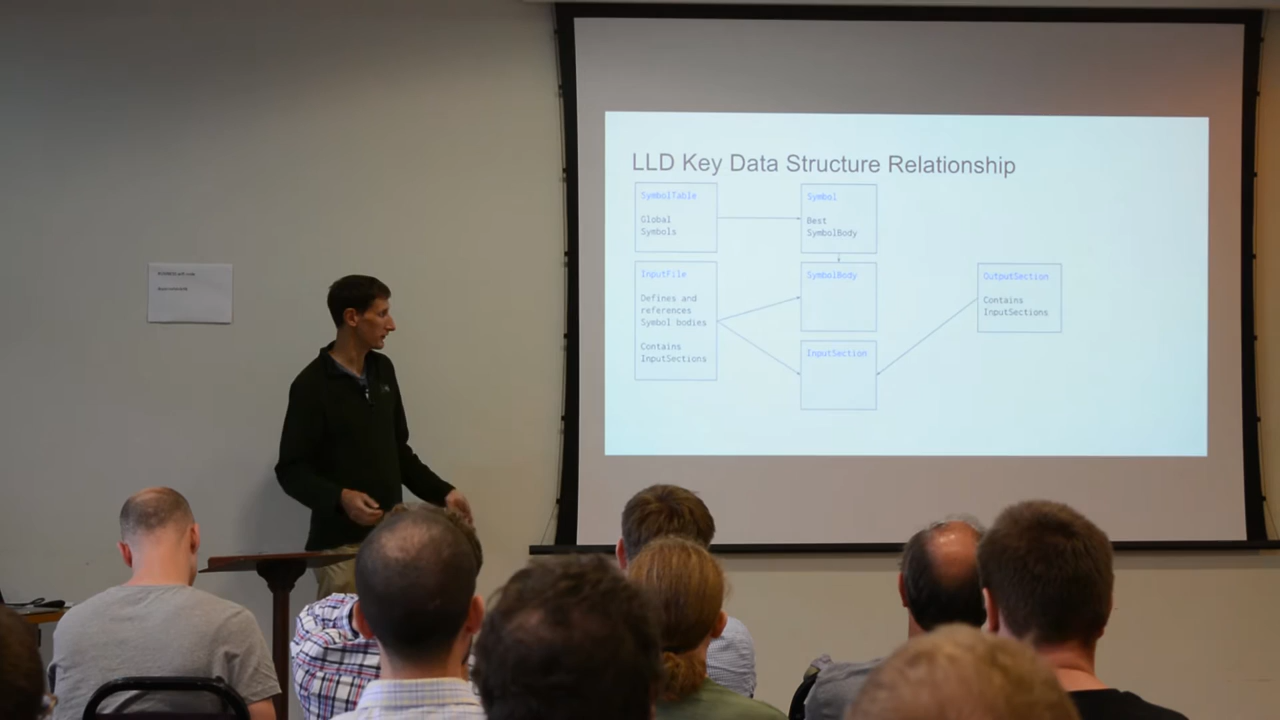 LLD Key Data Structure Relationship
SymbolTable
Global
Symbols
Symbol
Best
SymbolBody
InputFile
Defines and
references
Symbol bodies
Contains
InputSections
SymbolBody
InputSection
OutputSection
Contains
InputSections